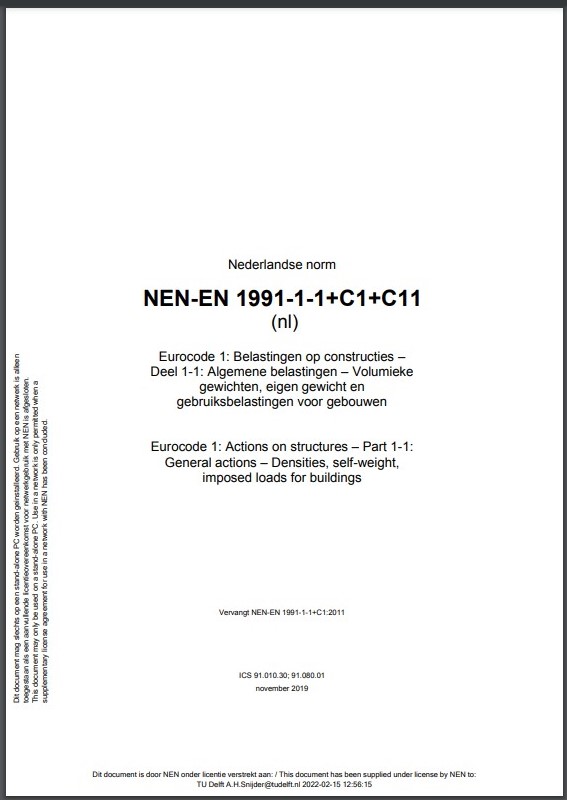 Nederlandse norm
NEN-EN 1991-1-1+C1+C11
(nl)
Eurocode 1: Belastingen op constructies –
Deel 1-1: Algemene belastingen – Volumieke
gewichten, eigen gewicht en
gebruiksbelastingen voor gebouwen
Eurocode 1: Actions on structures – Part 1-1:
General actions – Densities, self-weight,
imposed loads for buildings
Vervangt NEN-EN 1991-1-1+C1:2011
ICS 91.010.30; 91.080.01
november 2019
Dit document mag slechts op een stand-alone PC worden geinstalleerd. Gebruik op een netwerk is alleen
toegestaan als een aanvullende licentieovereenkomst voor netwerkgebruik met NEN is afgesloten.
This document may only be used on a stand-alone PC. Use in a network is only permitted when a
supplementary license agreement for use in a network with NEN has been concluded.
Dit document is door NEN onder licentie verstrekt aan: / This document has been supplied under license by NEN to:
TU Delft A.H.Snijder@tudelft.nl 2022-02-15 12:56:15